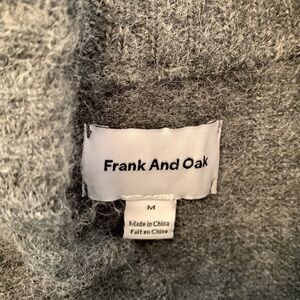 Frank And Oak
M
Made in China
Fait en Chine